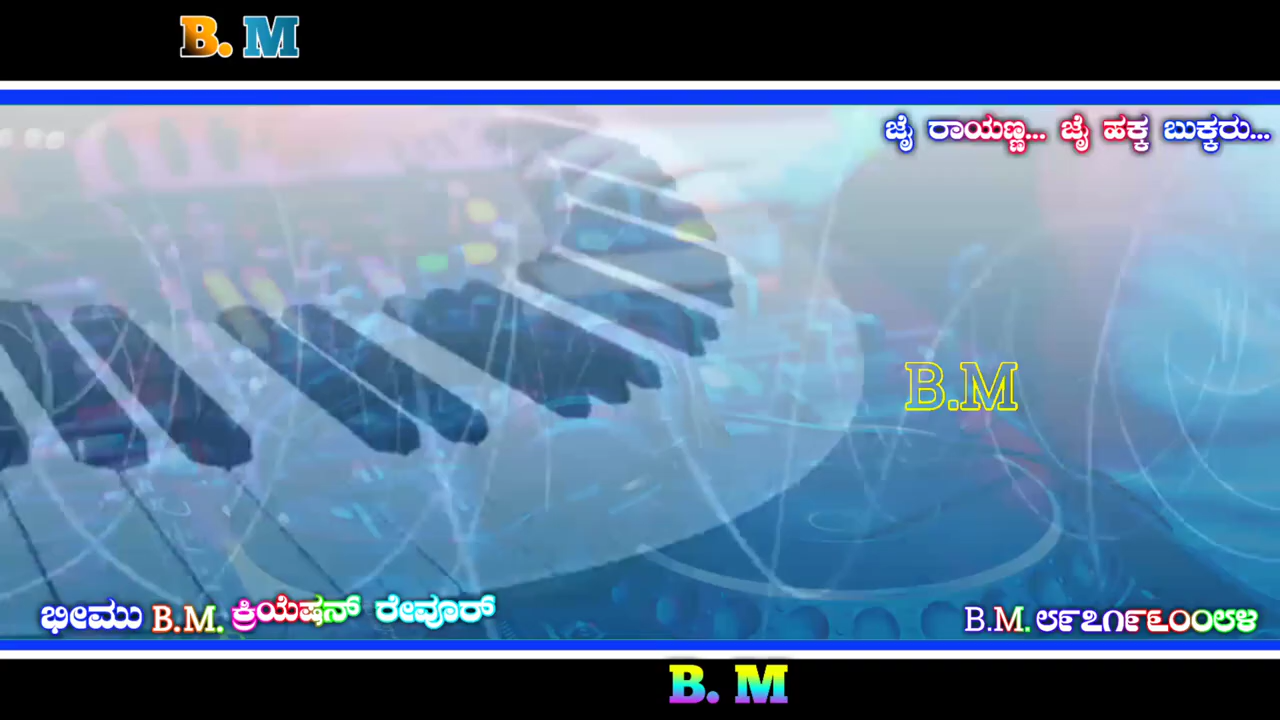 B. M
ಜೈ ರಾಯಣ್ಣ... ಜೈ ಹಕ್ಕ ಬುಕ್ಕರು...
B.M
ಭೀಮು B.M. ಕ್ರಿಯೆಷನ್ ರೇವೂರ್
B.M. ೮೯೭೧೯೬೦೦೮೪
B. M